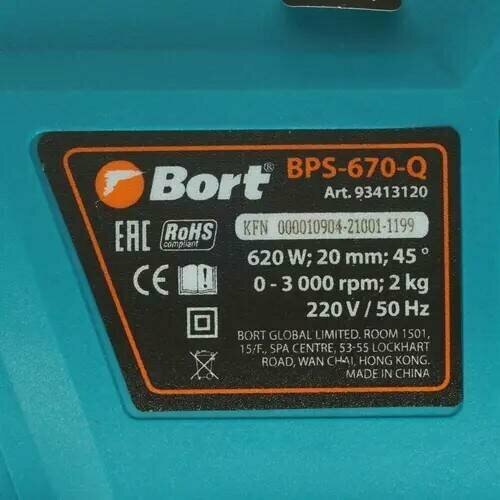 Bort®
BPS-670-Q
Art. 93413120
EAC RoHS
compliant
KFN 000010904-21001-1199
620 W; 20 mm; 45°
CE
0 - 3 000 rpm; 2 kg
220 V / 50 Hz
BORT GLOBAL LIMITED. ROOM 1501,
15/F., SPA CENTRE, 53-55 LOCKHART
ROAD, WAN CHAI, HONG KONG.
MADE IN CHINA